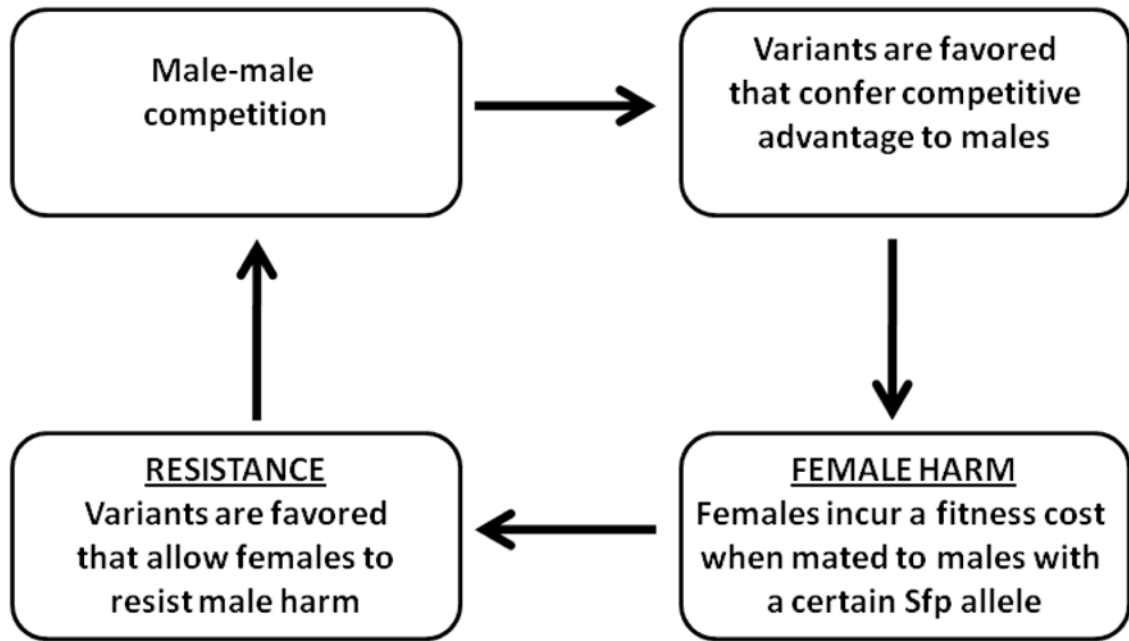 Male-male
competition
Variants are favored
that confer competitive
advantage to males
RESISTANCE
Variants are favored
that allow females to
resist male harm
FEMALE HARM
Females incur a fitness cost
when mated to males with
a certain Sfp allele